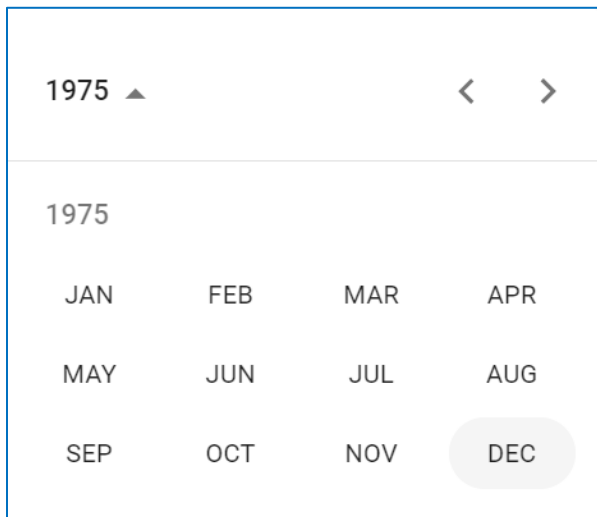 1975
1975
JAN FEB MAR APR
MAY JUN JUL AUG
SEP OCT NOV DEC